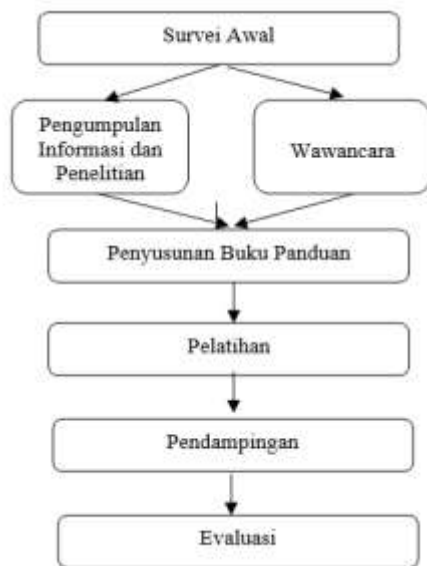 Survei Awal
Pengumpulan
Informasi dan
Penelitian
Wawancara
Penyusunan Buku Panduan
Pelatihan
Pendampingan
Evaluasi